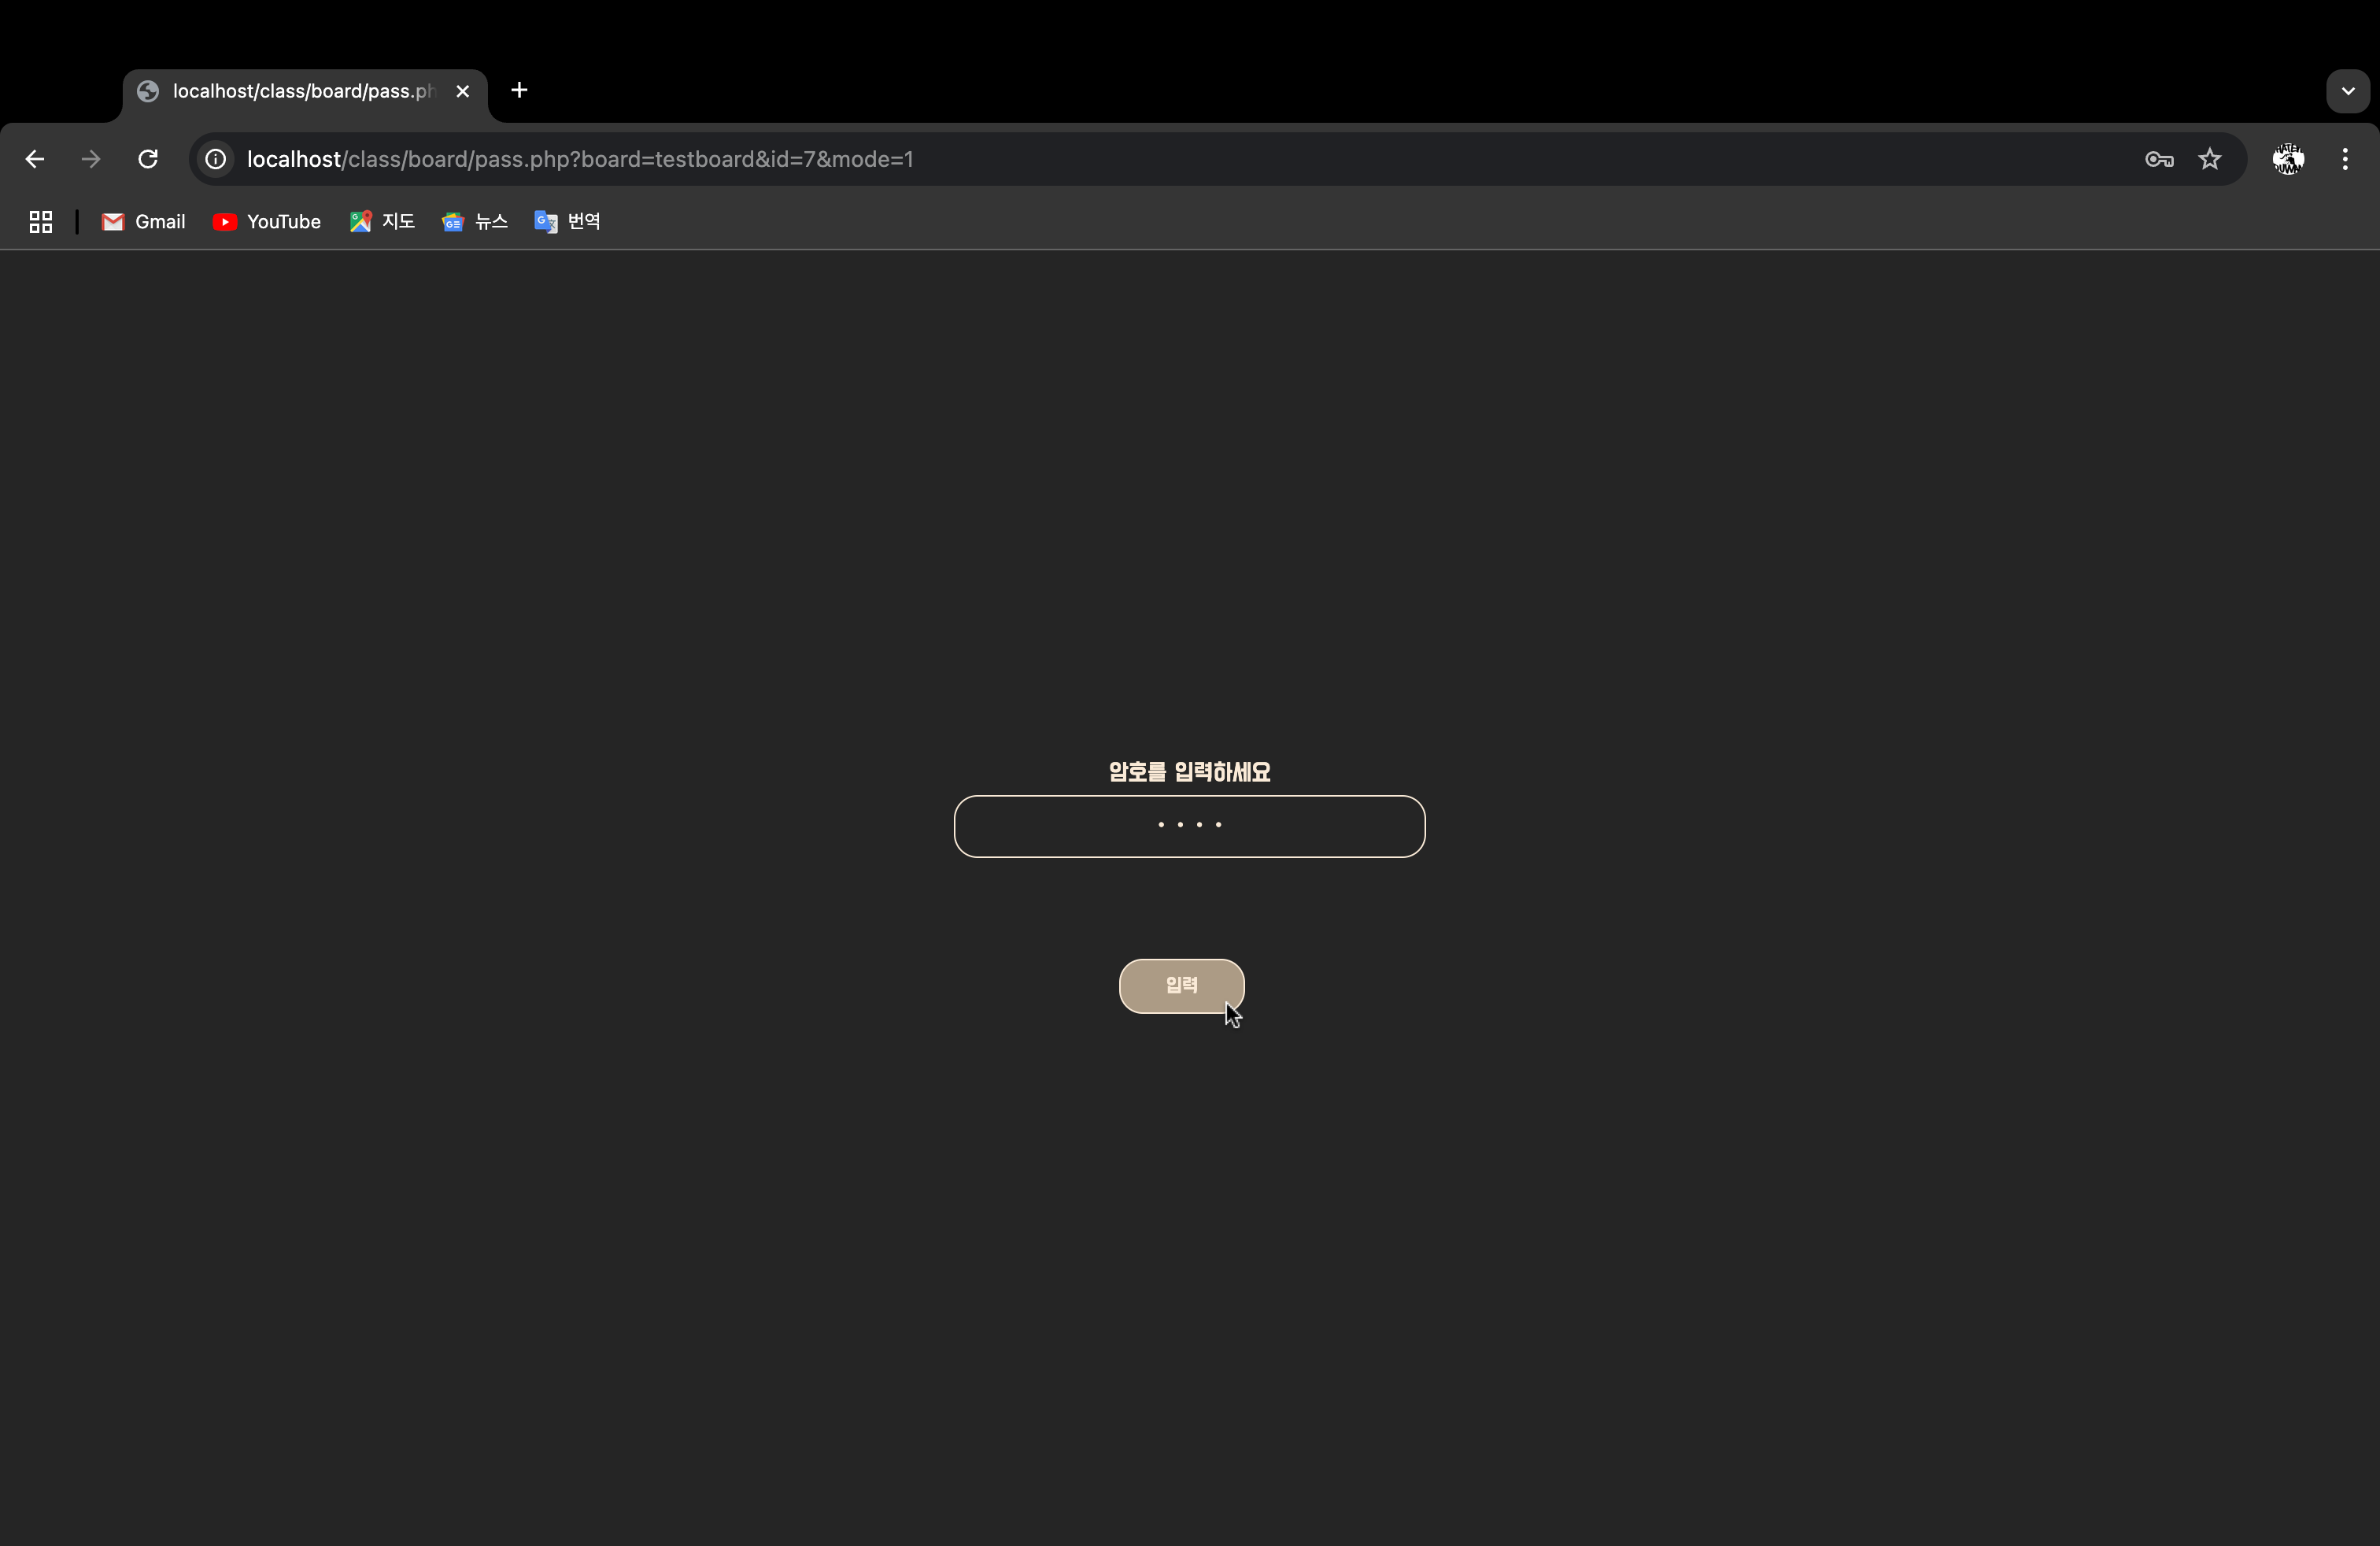 localhost/class/board/pass.ph
localhost/class/board/pass.php?board=testboard&id=7&mode=1
Gmail
YouTube
지도
뉴스
번역
암호를 입력하세요
입력